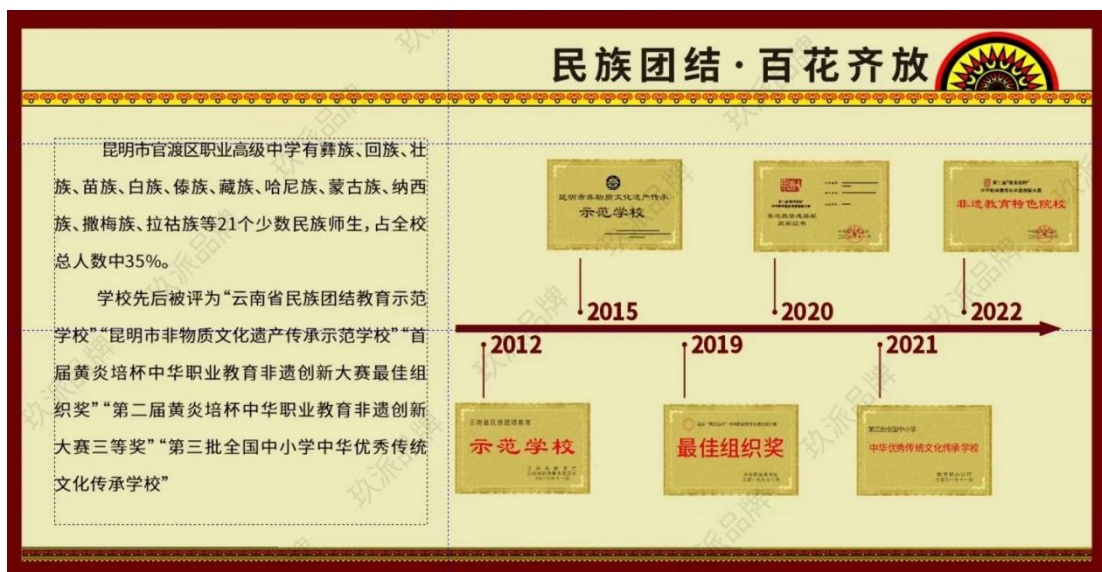 民族团结·百花齐放
昆明市官渡区职业高级中学有彝族、回族、壮
族、苗族、白族、傣族、藏族、哈尼族、蒙古族、纳西
族、撒梅族、拉祜族等21个少数民族师生，占全校
总人数中35%。
学校先后被评为“云南省民族团结教育示范
学校”“昆明市非物质文化遗产传承示范学校”“首
届黄炎培杯中华职业教育非遗创新大赛最佳组
织奖”“第二届黄炎培杯中华职业教育非遗创新
大赛三等奖”“第三批全国中小学中华优秀传统
文化传承学校”
昆明市非物质文化遗产传承
示范学校
非遗教育特色院校
2015
2020
2022
2012
2019
2021
云南省民族团结教育
示范学校
最佳组织奖
第三批全国中小学
中华优秀传统文化传承学校
教育部办公厅
玖派品牌